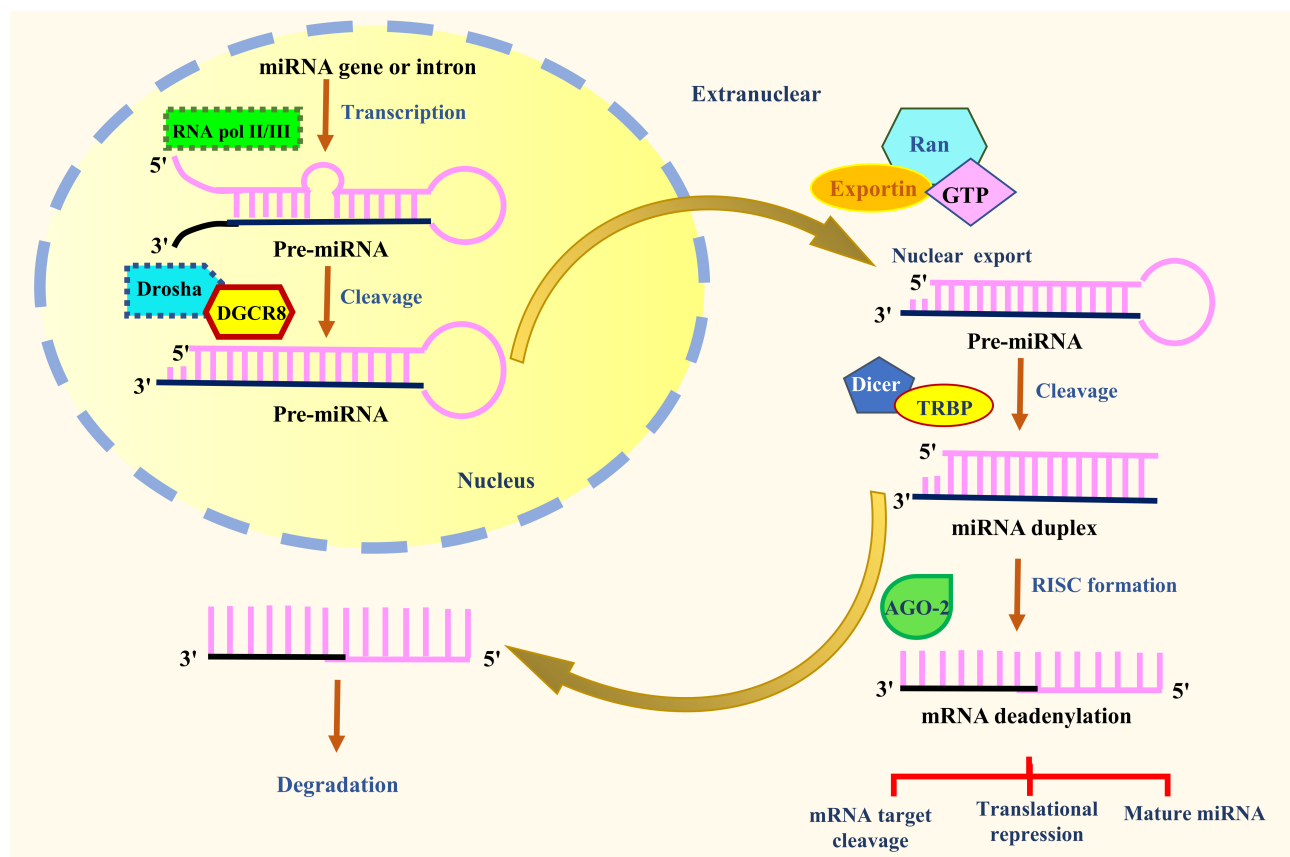 miRNA gene or intron
Transcription
RNA pol II/III
5'
3'
Pre-miRNA
Drosha
DGCR8
Cleavage
5'
3'
Pre-miRNA
Nucleus
Extranuclear
Ran
Exportin
GTP
Nuclear export
5'
3'
Pre-miRNA
Dicer
TRBP
Cleavage
5'
3'
miRNA duplex
AGO-2
RISC formation
3'
5'
mRNA deadenylation
mRNA target
cleavage
Translational
repression
Mature miRNA
3'
5'
Degradation